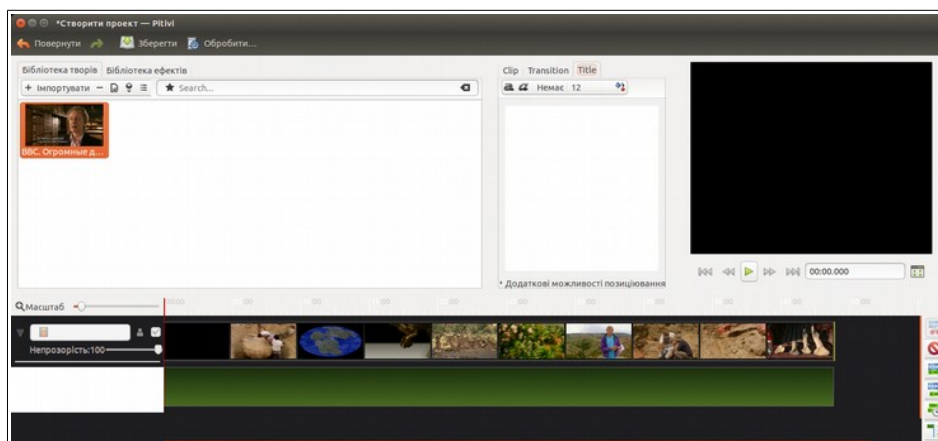 *Створити проект — Pitivi
Повернути Зберегти Обробити...
Бібліотека творів Бібліотека ефектів
+ Імпортувати Search...
BBC. Огромные д...
Clip Transition Title
Немає 12
Додаткові можливості позиціювання
00:00.000
Масштаб
Непрозорість:100